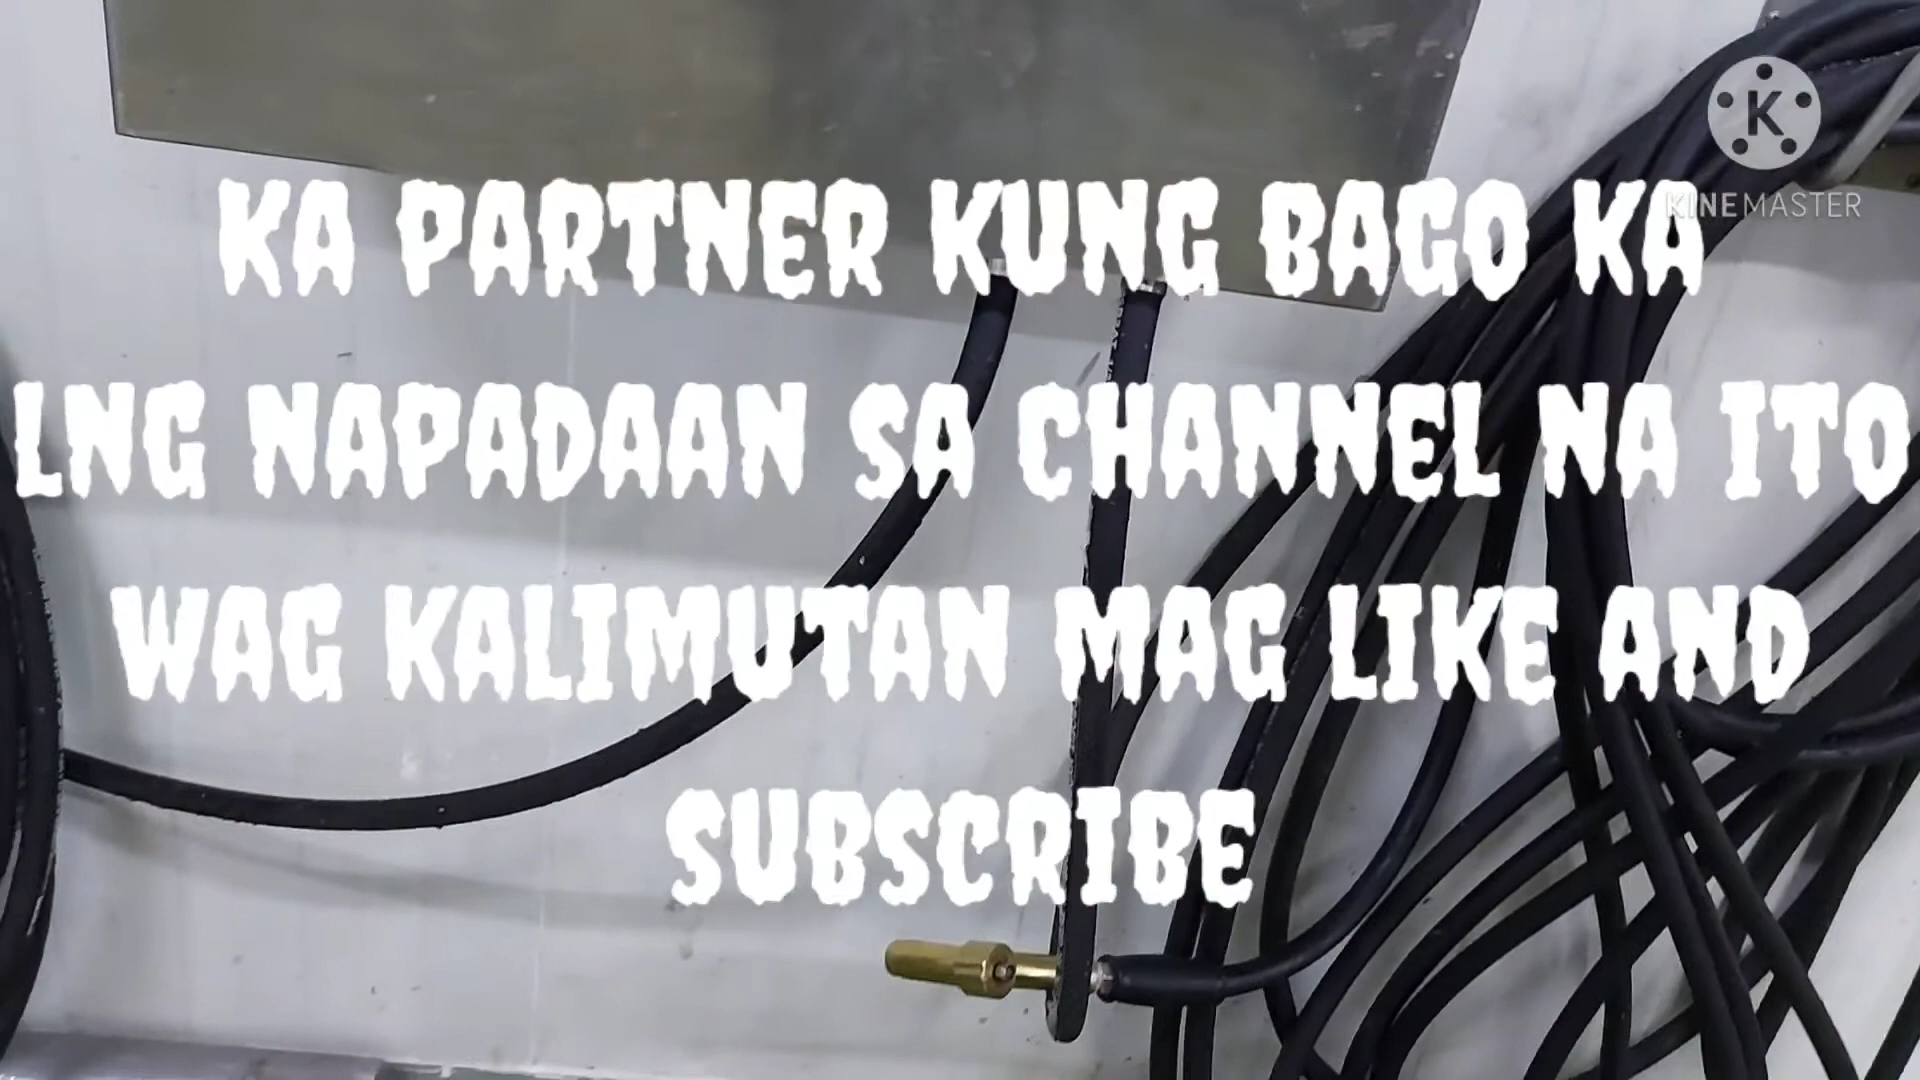 K
KINEMASTER
KA PARTNER KUNG BAGO KA
LNG NAPADAAN SA CHANNEL NA ITO
WAG KALIMUTAN MAG LIKE AND
SUBSCRIBE